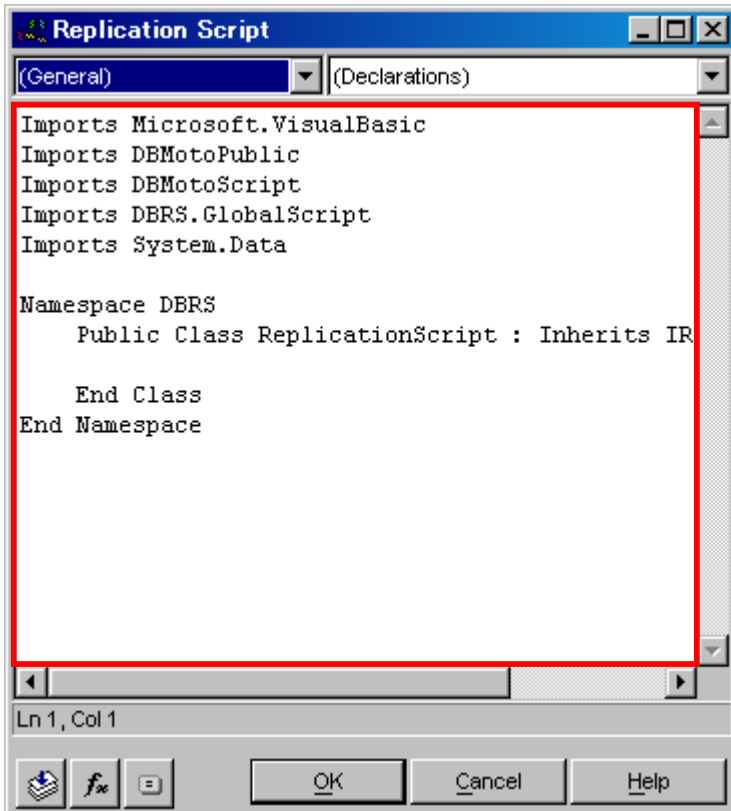 Replication Script
(General) (Declarations)
Imports Microsoft.VisualBasic
Imports DBMotoPublic
Imports DBMotoScript
Imports DBRS.GlobalScript
Imports System.Data
Namespace DBRS
    Public Class ReplicationScript : Inherits IR
    End Class
End Namespace
Ln 1, Col 1
fx OK Cancel Help